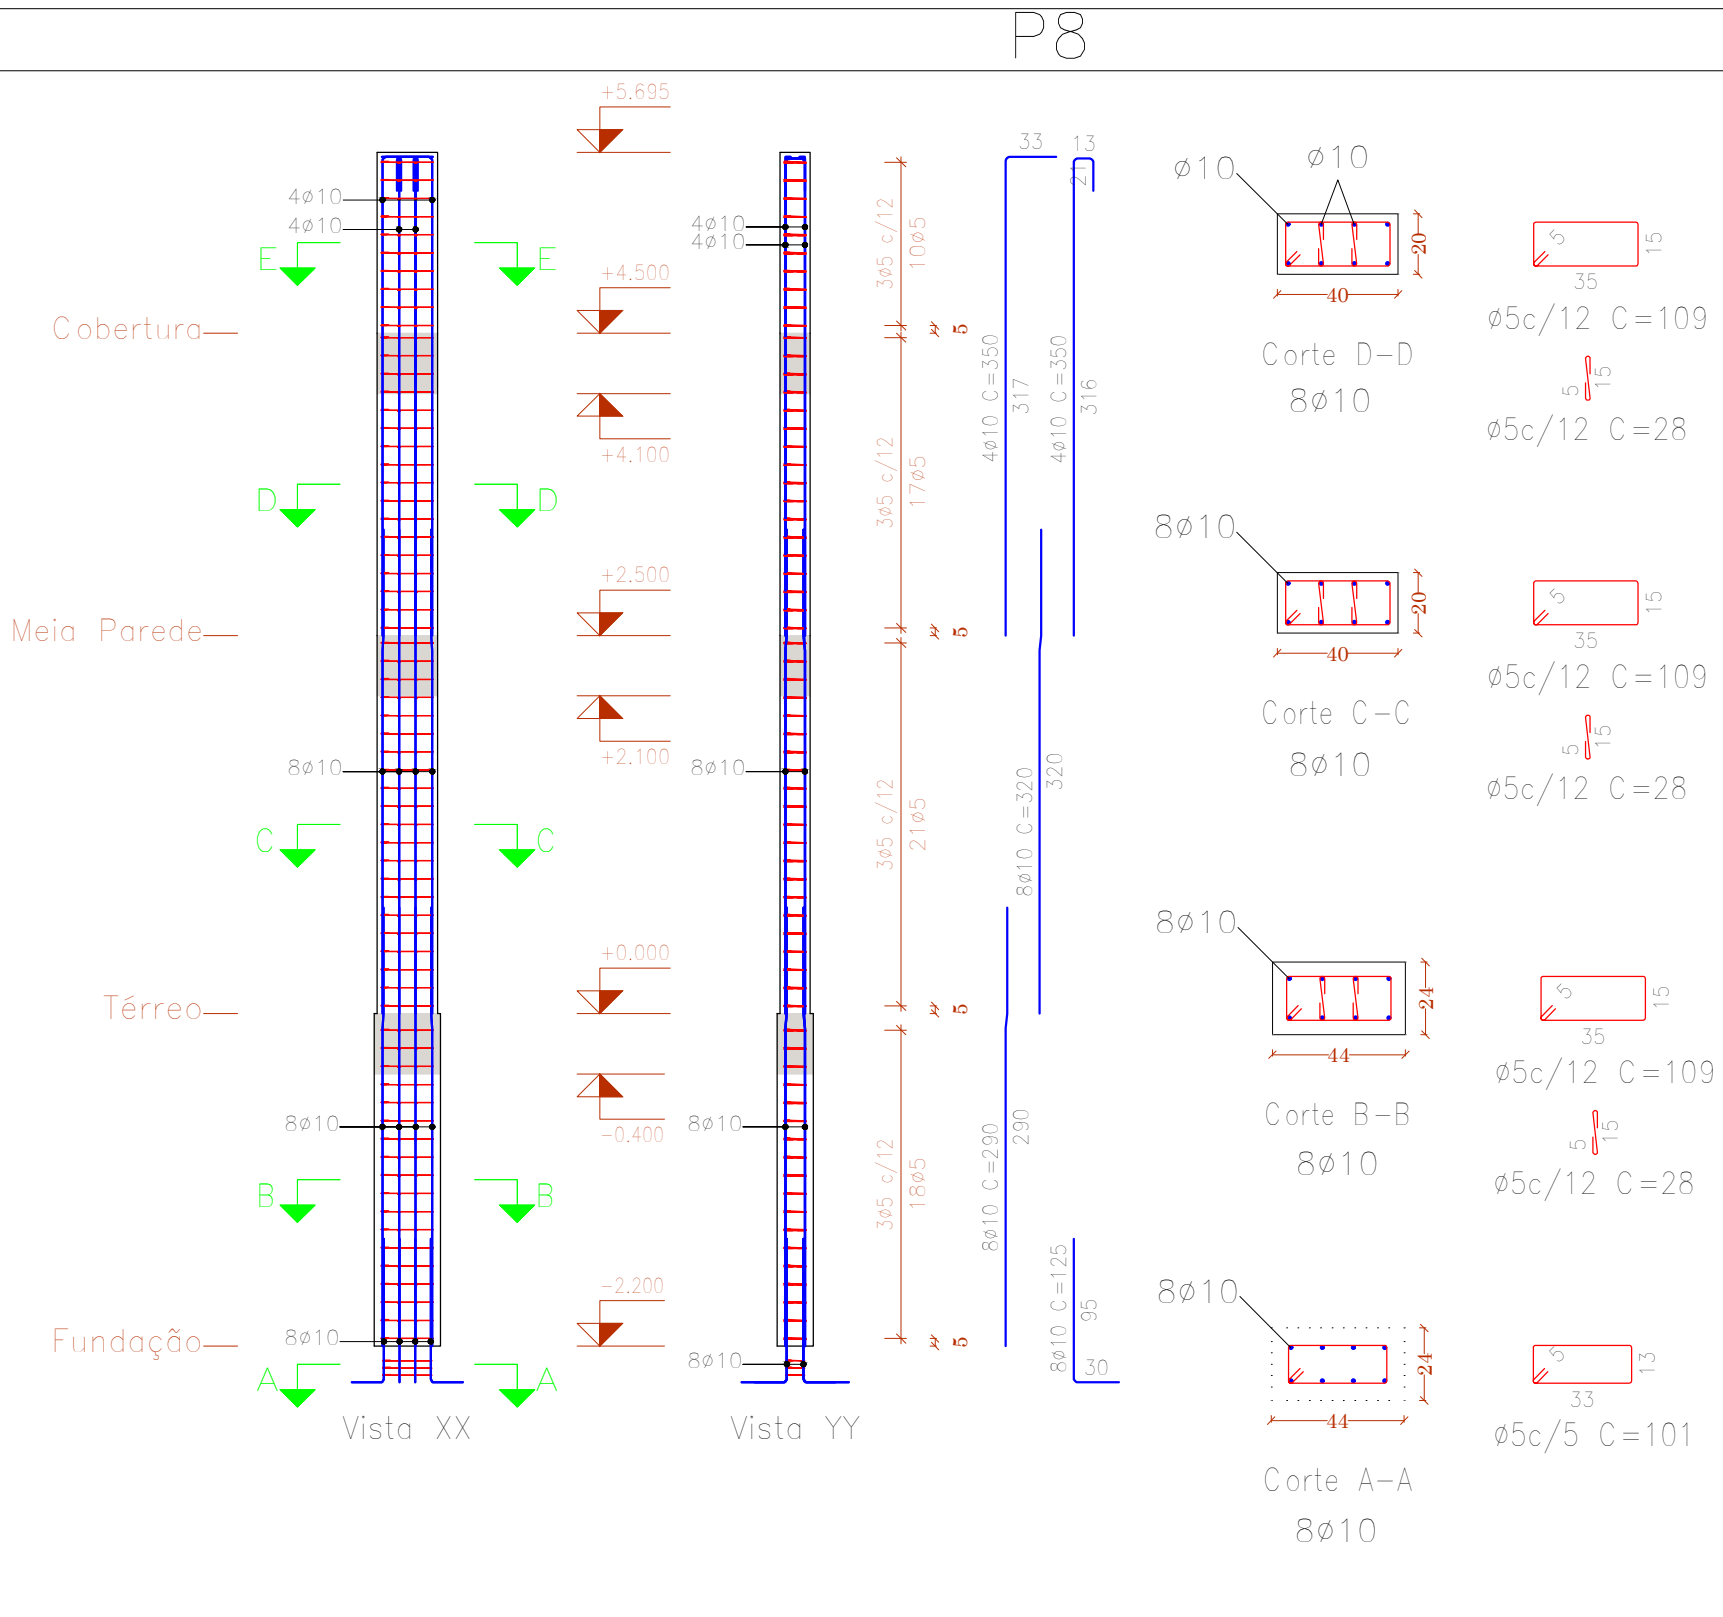 P8
+5.695
4ø10
4ø10
E
E
+4.500
Cobertura
+4.100
D
D
+2.500
Meia Parede
+2.100
8ø10
C
C
+0.000
Térreo
-0.400
8ø10
B
B
-2.200
Fundação
8ø10
A
A
Vista XX
4ø10
4ø10
8ø10
8ø10
8ø10
Vista YY
3ø5 c/12
10ø5
5
3ø5 c/12
17ø5
5
3ø5 c/12
21ø5
5
3ø5 c/12
18ø5
5
33
4ø10 C=350
317
13
21
4ø10 C=350
316
8ø10 C=320
320
8ø10 C=290
290
8ø10 C=125
95
30
ø10
ø10
20
40
Corte D-D
8ø10
5
15
35
ø5c/12 C=109
5
15
ø5c/12 C=28
8ø10
20
40
Corte C-C
8ø10
5
15
35
ø5c/12 C=109
5
15
ø5c/12 C=28
8ø10
24
44
Corte B-B
8ø10
5
15
35
ø5c/12 C=109
5
15
ø5c/12 C=28
8ø10
24
44
Corte A-A
8ø10
5
13
33
ø5c/5 C=101